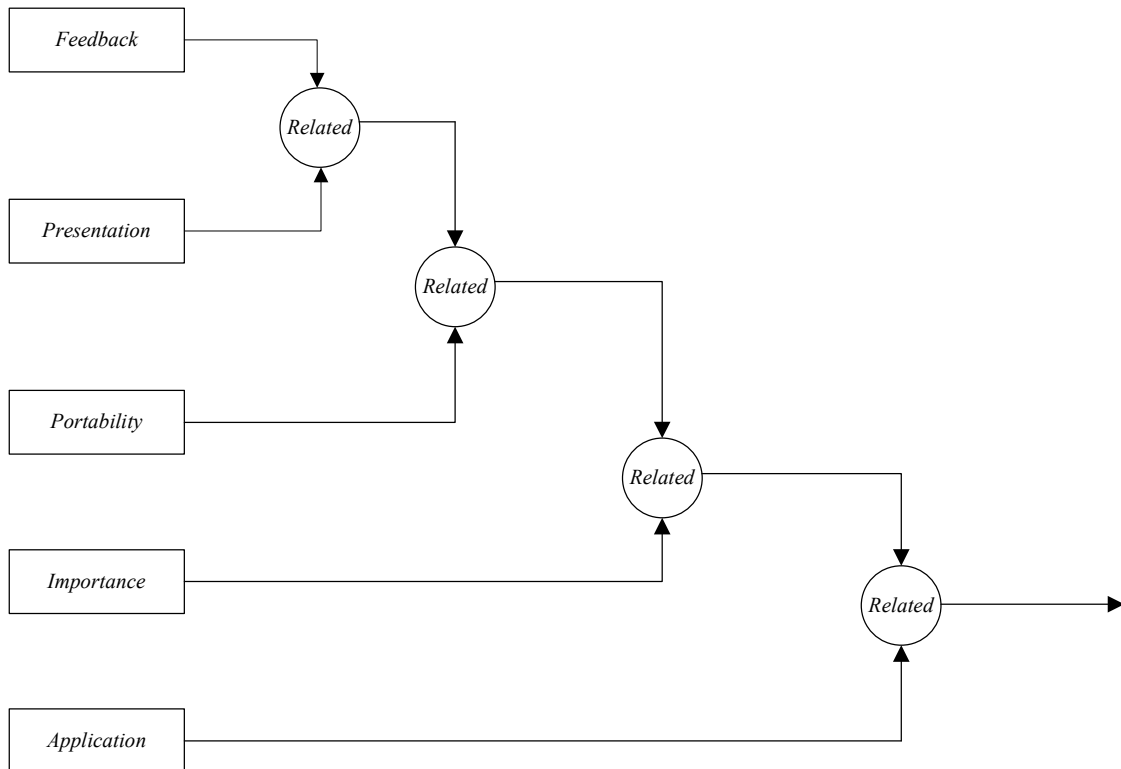 Feedback
Related
Presentation
Related
Portability
Related
Importance
Related
Application